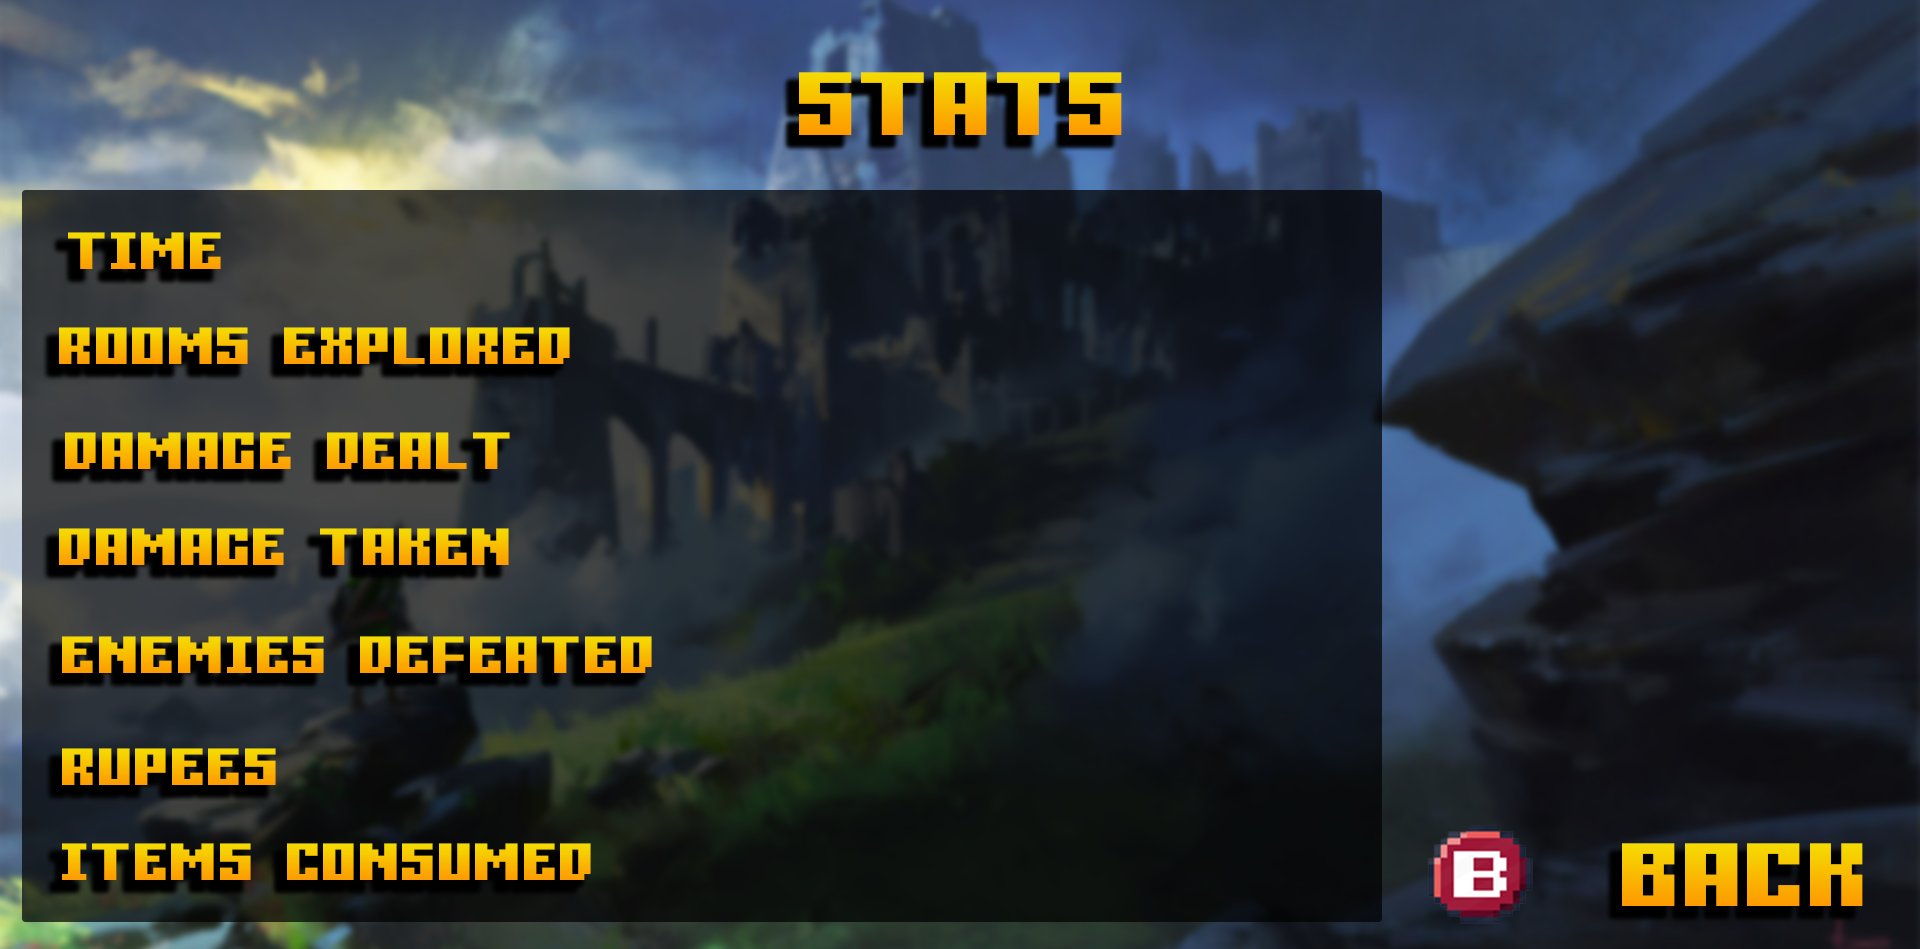 STATS
TIME
ROOMS EXPLORED
DAMAGE DEALT
DAMAGE TAKEN
ENEMIES DEFEATED
RUPEES
ITEMS CONSUMED
B BACK